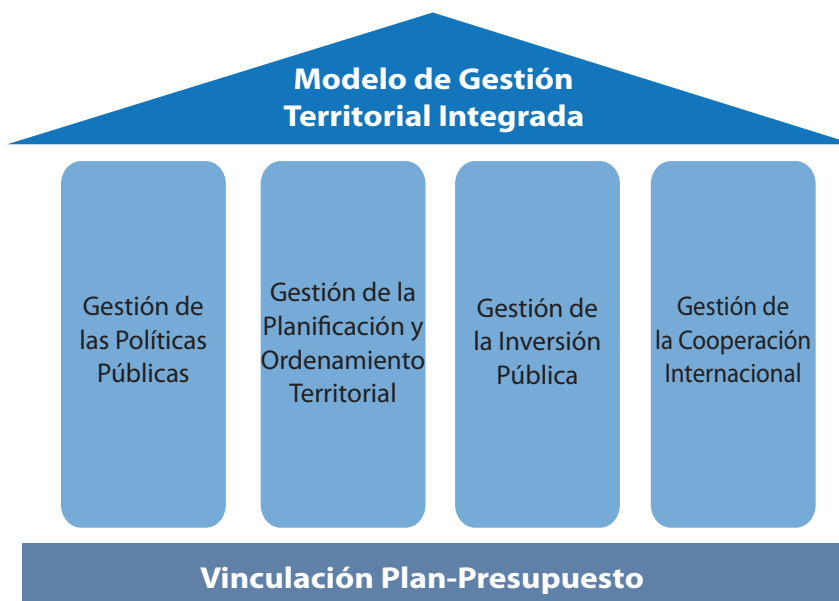 Modelo de Gestión
Territorial Integrada
Gestión de
las Políticas
Públicas
Gestión de la
Planificación y
Ordenamiento
Territorial
Gestión de
la Inversión
Pública
Gestión de
la Cooperación
Internacional
Vinculación Plan-Presupuesto